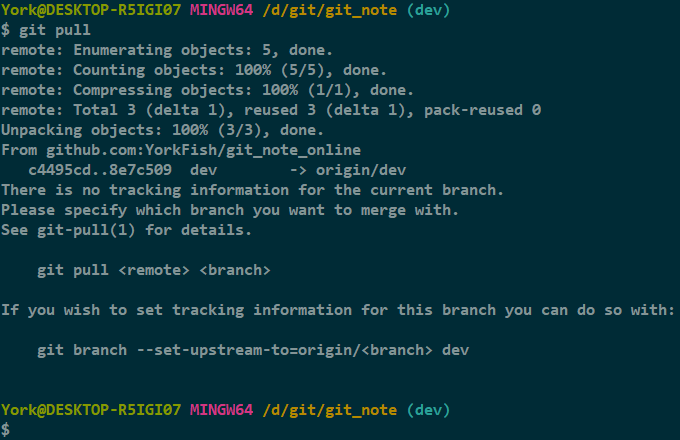 York@DESKTOP-R5IGI07 MINGW64 /d/git/git_note (dev)
$ git pull
remote: Enumerating objects: 5, done.
remote: Counting objects: 100% (5/5), done.
remote: Compressing objects: 100% (1/1), done.
remote: Total 3 (delta 1), reused 3 (delta 1), pack-reused 0
Unpacking objects: 100% (3/3), done.
From github.com:YorkFish/git_note_online
   c4495cd..8e7c509  dev        -> origin/dev
There is no tracking information for the current branch.
Please specify which branch you want to merge with.
See git-pull(1) for details.

    git pull <remote> <branch>

If you wish to set tracking information for this branch you can do so with:

    git branch --set-upstream-to=origin/<branch> dev


York@DESKTOP-R5IGI07 MINGW64 /d/git/git_note (dev)
$